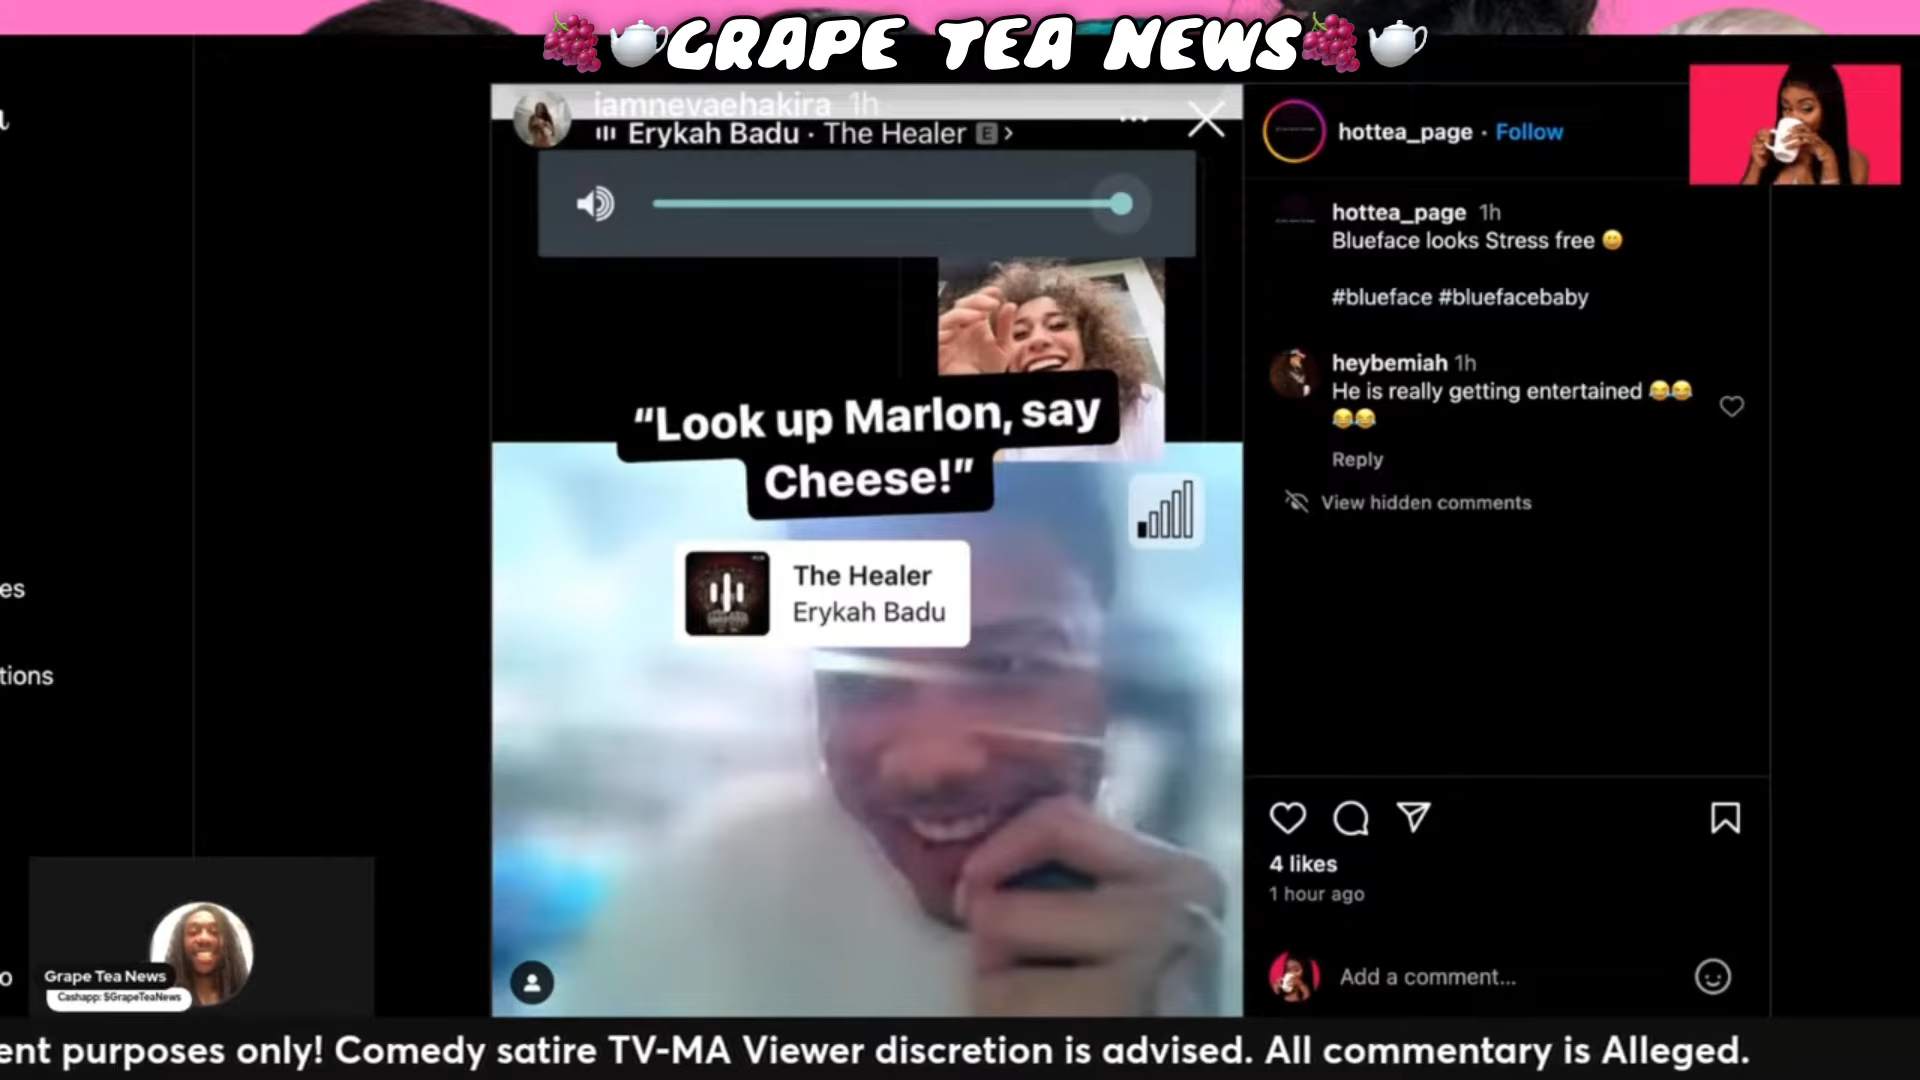 GRAPE TEA NEWS
iamnevaehakira 1h
Erykah Badu · The Healer E >
"Look up Marlon, say
Cheese!"
The Healer
Erykah Badu
hottea_page · Follow
hottea_page 1h
Blueface looks Stress free 😊
#blueface #bluefacebaby
heybemiah 1h
He is really getting entertained 😂😂
😂😂
Reply
View hidden comments
4 likes
1 hour ago
Add a comment...
es
tions
o
Grape Tea News
Cashapp: $GrapeTeaNews
ent purposes only! Comedy satire TV-MA Viewer discretion is advised. All commentary is Alleged.